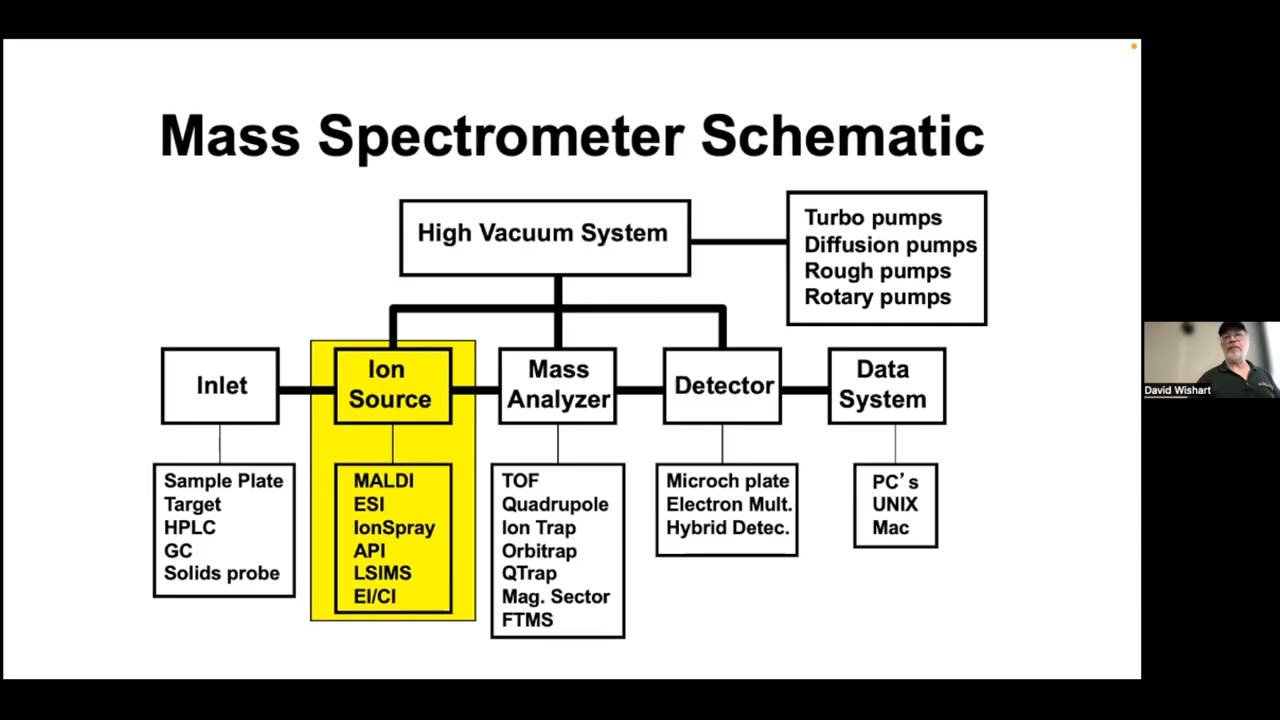 Mass Spectrometer Schematic
High Vacuum System
Turbo pumps
Diffusion pumps
Rough pumps
Rotary pumps
Inlet
Ion
Source
Mass
Analyzer
Detector
Data
System
Sample Plate
Target
HPLC
GC
Solids probe
MALDI
ESI
IonSpray
API
LSIMS
EI/CI
TOF
Quadrupole
Ion Trap
Orbitrap
QTrap
Mag. Sector
FTMS
Microch plate
Electron Mult.
Hybrid Detec.
PC’s
UNIX
Mac
David Wishart